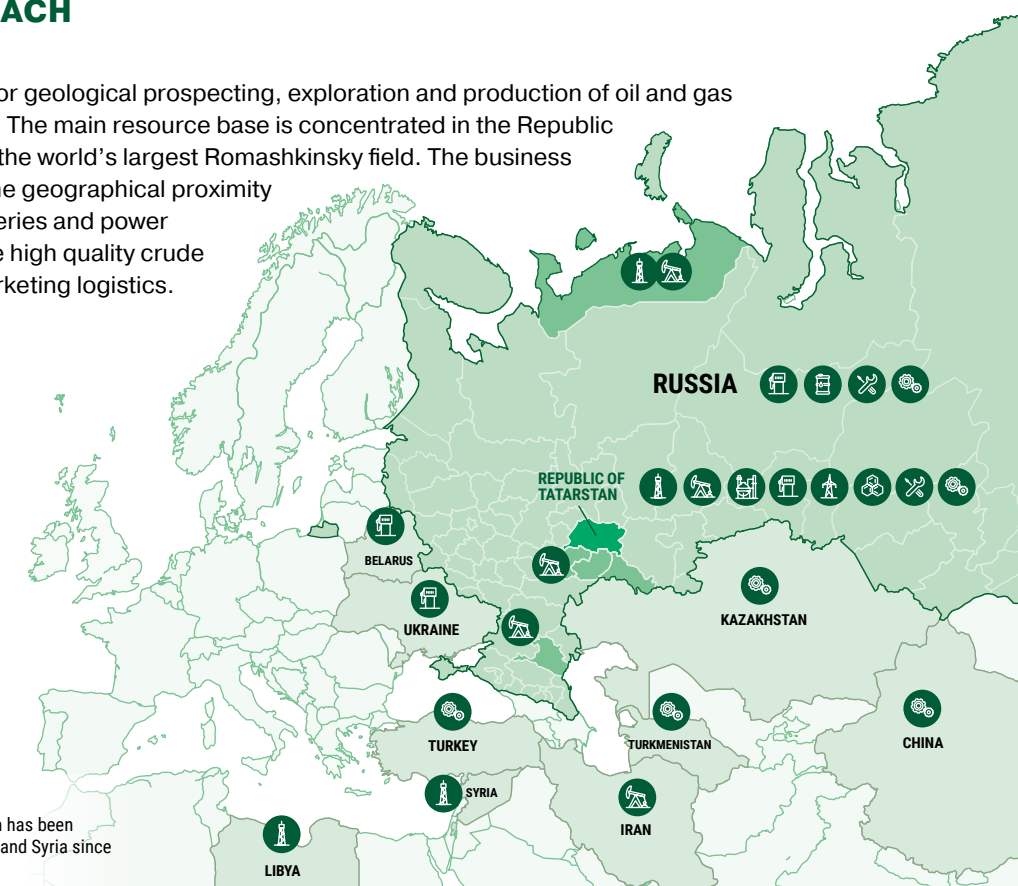 ACH
or geological prospecting, exploration and production of oil and gas
The main resource base is concentrated in the Republic
the world's largest Romashkinsky field. The business
ne geographical proximity
eries and power
e high quality crude
rketing logistics.
RUSSIA
REPUBLIC OF
TATARSTAN
BELARUS
UKRAINE
KAZAKHSTAN
TURKEY
TURKMENISTAN
CHINA
SYRIA
IRAN
n has been
and Syria since
LIBYA